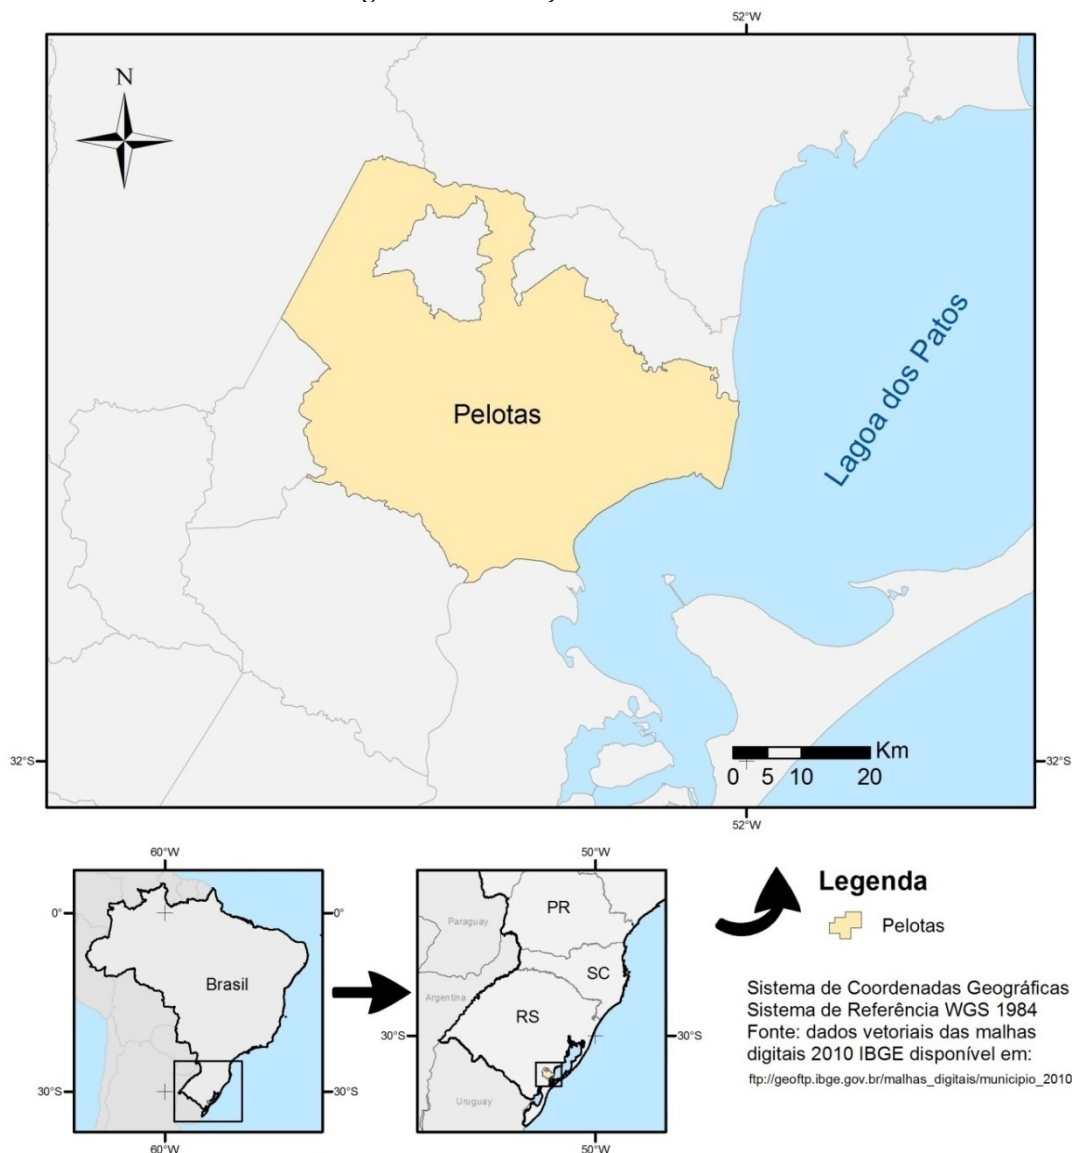 52°W
N
Lagoa dos Patos
Pelotas
Km
0 5 10 20
32°S
32°S
52°W
60°W
0°
0°
Brasil
30°S
30°S
60°W
50°W
Paraguay
PR
SC
Argentina
RS
30°S
30°S
Uruguay
50°W
Legenda
Pelotas
Sistema de Coordenadas Geográficas
Sistema de Referência WGS 1984
Fonte: dados vetoriais das malhas
digitais 2010 IBGE disponível em:
ftp://geoftp.ibge.gov.br/malhas_digitais/municipio_2010